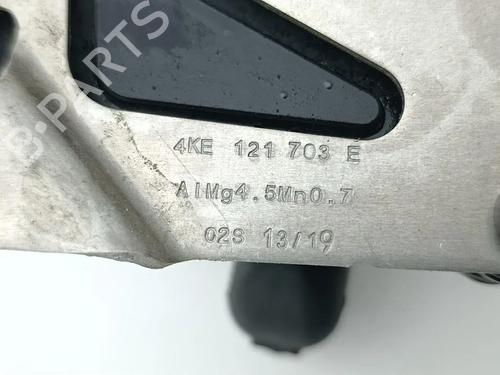 4KE 121 703 E
AlMg4.5Mn0.7
02S 13/19
B-PARTS